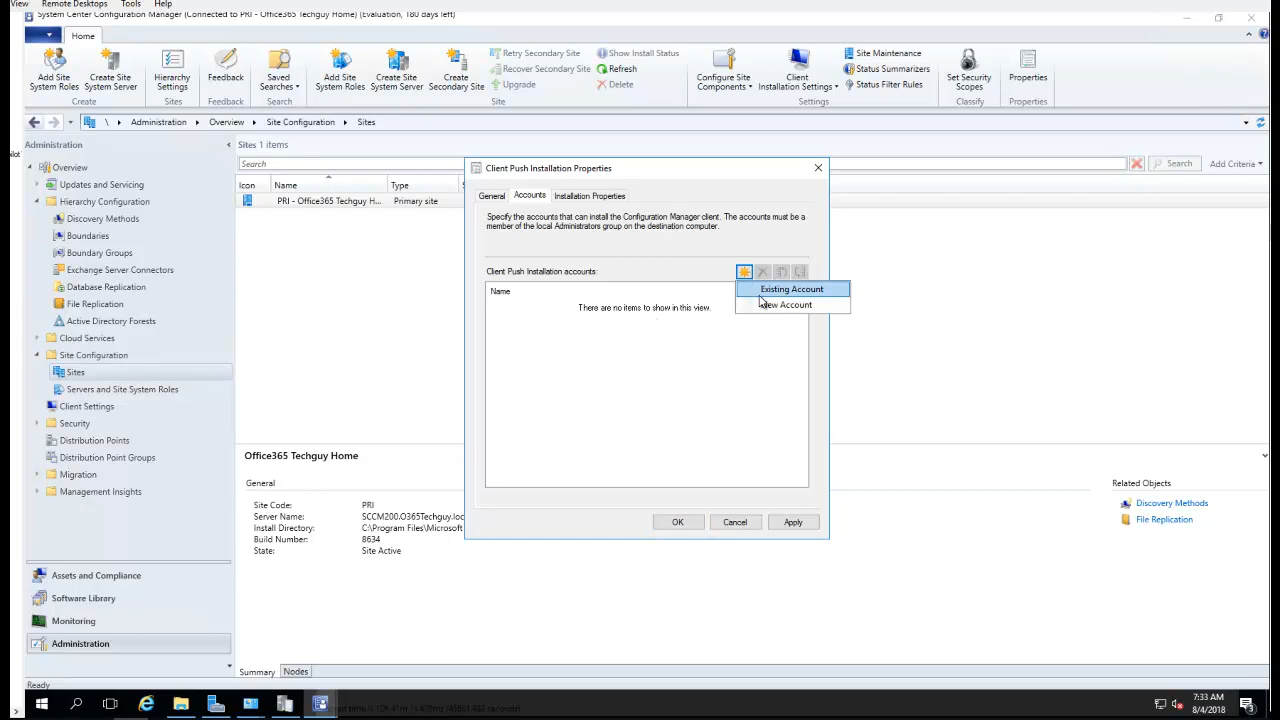 View Remote Desktops Tools Help
System Center Configuration Manager (Connected to PRI - Office365 Techguy Home) (Evaluation, 180 days left)
Home
Add Site System Roles
Create Site System Server
Hierarchy Settings
Feedback
Saved Searches
Add Site System Roles
Create Site System Server
Create Secondary Site
Retry Secondary Site
Recover Secondary Site
Upgrade
Show Install Status
Refresh
Delete
Configure Site Components
Client Installation Settings
Site Maintenance
Status Summarizers
Status Filter Rules
Set Security Scopes
Properties
Create Sites Feedback Search Site Settings Classify Properties
\ Administration Overview Site Configuration Sites
Administration
Overview
Updates and Servicing
Hierarchy Configuration
Discovery Methods
Boundaries
Boundary Groups
Exchange Server Connectors
Database Replication
File Replication
Active Directory Forests
Cloud Services
Site Configuration
Sites
Servers and Site System Roles
Client Settings
Security
Distribution Points
Distribution Point Groups
Migration
Management Insights
Assets and Compliance
Software Library
Monitoring
Administration
Sites 1 items
Search
Search
Add Criteria
Icon Name Type
PRI - Office365 Techguy H... Primary site
Client Push Installation Properties
General Accounts Installation Properties
Specify the accounts that can install the Configuration Manager client. The accounts must be a
member of the local Administrators group on the destination computer.
Client Push Installation accounts:
Name
There are no items to show in this view.
Existing Account
Account
OK Cancel Apply
Office365 Techguy Home
General
Site Code: PRI
Server Name: SCCM200.O365Techguy.loc
Install Directory: C:\Program Files\Microsoft
Build Number: 8634
State: Site Active
Related Objects
Discovery Methods
File Replication
Summary Nodes
Ready
7:33 AM
8/4/2018